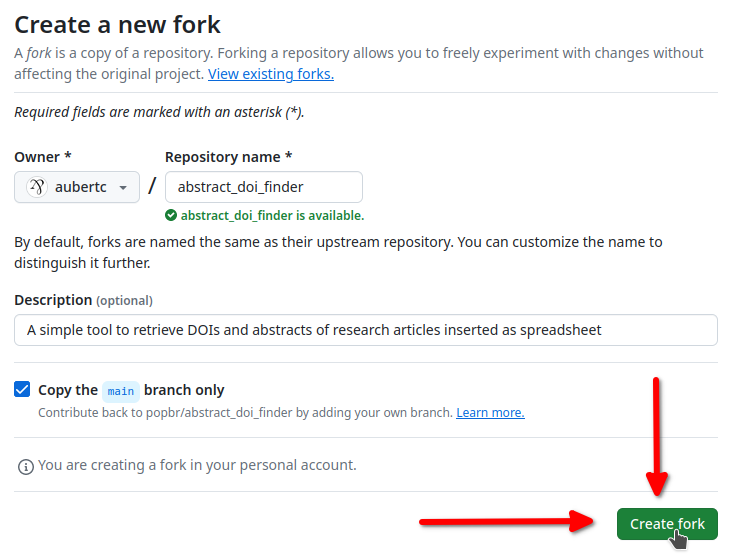 Create a new fork
A fork is a copy of a repository. Forking a repository allows you to freely experiment with changes without
affecting the original project. View existing forks.
Required fields are marked with an asterisk (*).
Owner * Repository name *
aubertc / abstract_doi_finder
abstract_doi_finder is available.
By default, forks are named the same as their upstream repository. You can customize the name to
distinguish it further.
Description (optional)
A simple tool to retrieve DOIs and abstracts of research articles inserted as spreadsheet
Copy the main branch only
Contribute back to popbr/abstract_doi_finder by adding your own branch. Learn more.
You are creating a fork in your personal account.
Create fork